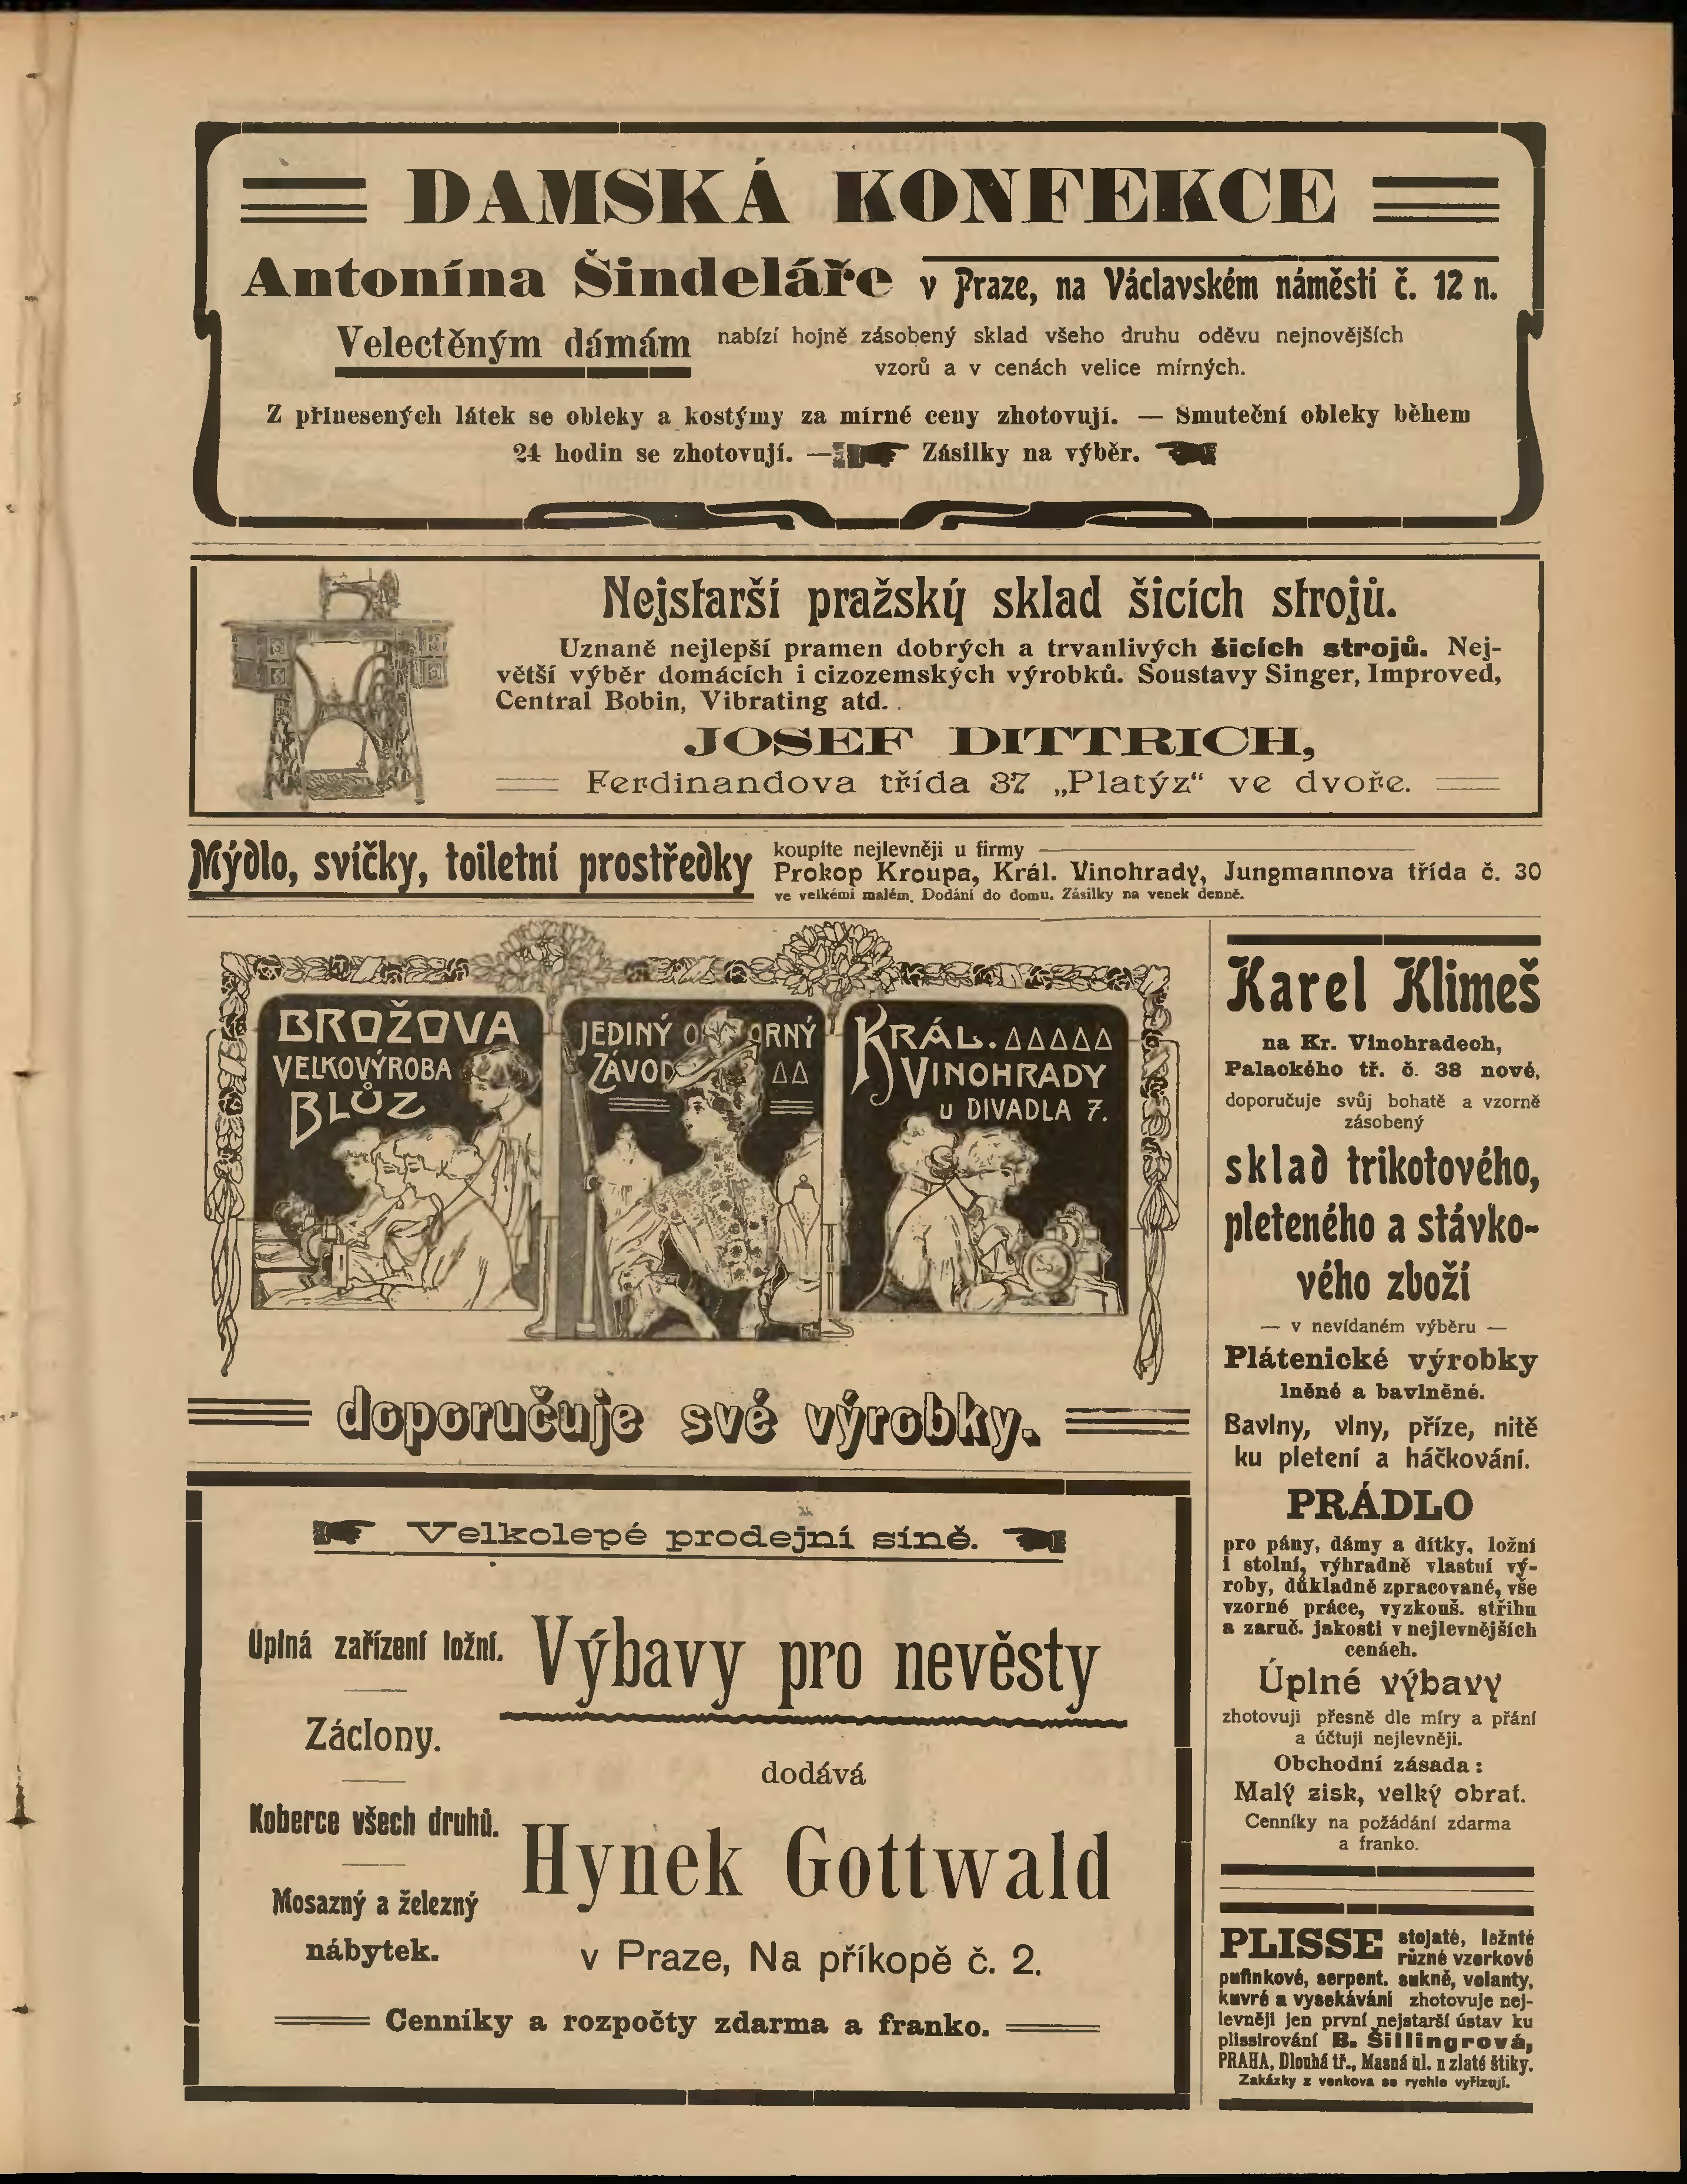 DAMSKÁ KONFEKCE
Antonína Šindeláře v Praze, na Václavském náměstí č. 12 n.
Velectěným dámám nabízí hojně zásobený sklad všeho druhu oděvu nejnovějších
vzorů a v cenách velice mírných.
Z přinesených látek se obleky a kostýmy za mírné ceny zhotovují. — Smuteční obleky během
24 hodin se zhotovují. — Zásilky na výběr.
Nejstarší pražský sklad šicích strojů.
Uznaně nejlepší pramen dobrých a trvanlivých šicích strojů. Nej-
větší výběr domácích i cizozemských výrobků. Soustavy Singer, Improved,
Central Bobin, Vibrating atd.
JOSEF DITTRICH,
Ferdinandova třída 37 „Platýz“ ve dvoře.
Mýdlo, svíčky, toiletní prostředky
koupíte nejlevněji u firmy
Prokop Kroupa, Král. Vinohrady, Jungmannova třída č. 30
ve velkémi malém. Dodání do domu. Zásilky na venek denně.
BROŽOVA
VELKOVÝROBA
BLŮZ
JEDINÝ
ZÁVOD
KRÁL.
VINOHRADY
u DIVADLA 7.
doporučuje své výrobky.
Velkolepé prodejní síně.
Úplná zařízení ložní.
Záclony.
Koberce všech druhů.
Mosazný a železný
nábytek.
Výbavy pro nevěsty
dodává
Hynek Gottwald
v Praze, Na příkopě č. 2.
Cenníky a rozpočty zdarma a franko.
Karel Klimeš
na Kr. Vinohradech,
Palackého tř. č. 38 nové,
doporučuje svůj bohatě a vzorně
zásobený
sklad trikotového,
pleteného a stávko-
vého zboží
— v nevídaném výběru —
Plátenické výrobky
lněné a bavlněné.
Bavlny, vlny, příze, nitě
ku pletení a háčkování.
PRÁDLO
pro pány, dámy a dítky, ložní
i stolní, výhradně vlastní vý-
roby, důkladně zpracované, vše
vzorné práce, vyzkouš. střihu
a zaruč. jakosti v nejlevnějších
cenách.
Úplné výbavy
zhotovuji přesně dle míry a přání
a účtuji nejlevněji.
Obchodní zásada:
Malý zisk, velký obrat.
Cenníky na požádání zdarma
a franko.
PLISSE stojaté, ležnté
různé vzorkové
pufinkové, serpent. sukně, volanty,
kuvré a vysekávání zhotovuje nej-
levněji jen první nejstarší ústav ku
plissirování B. Šillingrová,
PRAHA, Dlouhá tř., Masná ul. n zlaté štiky.
Zakázky z venkova se rychle vyřizují.